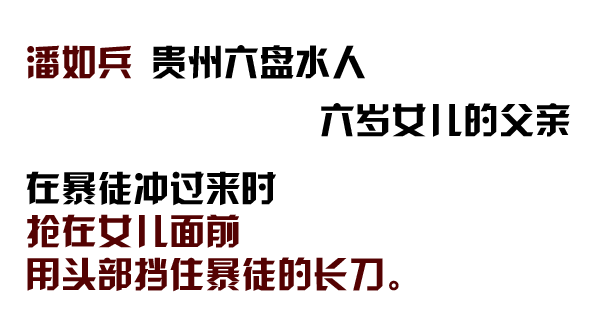 潘如兵 贵州六盘水人
六岁女儿的父亲
在暴徒冲过来时
抢在女儿面前
用头部挡住暴徒的长刀。